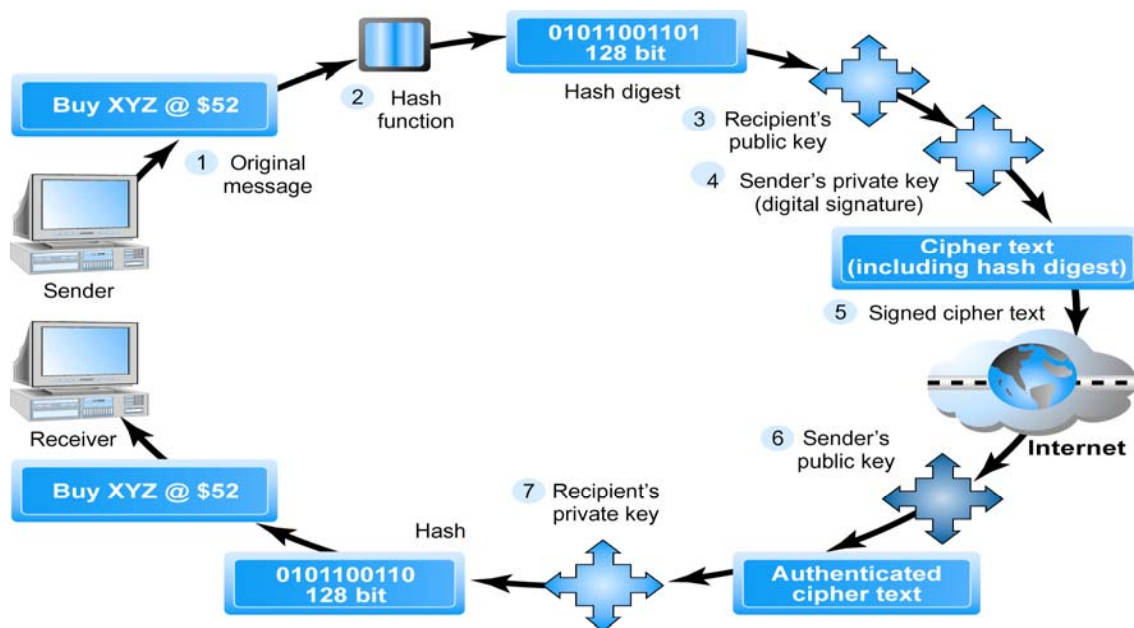 Buy XYZ @ $52
1 Original
message
Sender
2 Hash
function
01011001101
128 bit
Hash digest
3 Recipient's
public key
4 Sender's private key
(digital signature)
Cipher text
(including hash digest)
5 Signed cipher text
Internet
6 Sender's
public key
Authenticated
cipher text
7 Recipient's
private key
Hash
0101100110
128 bit
Buy XYZ @ $52
Receiver